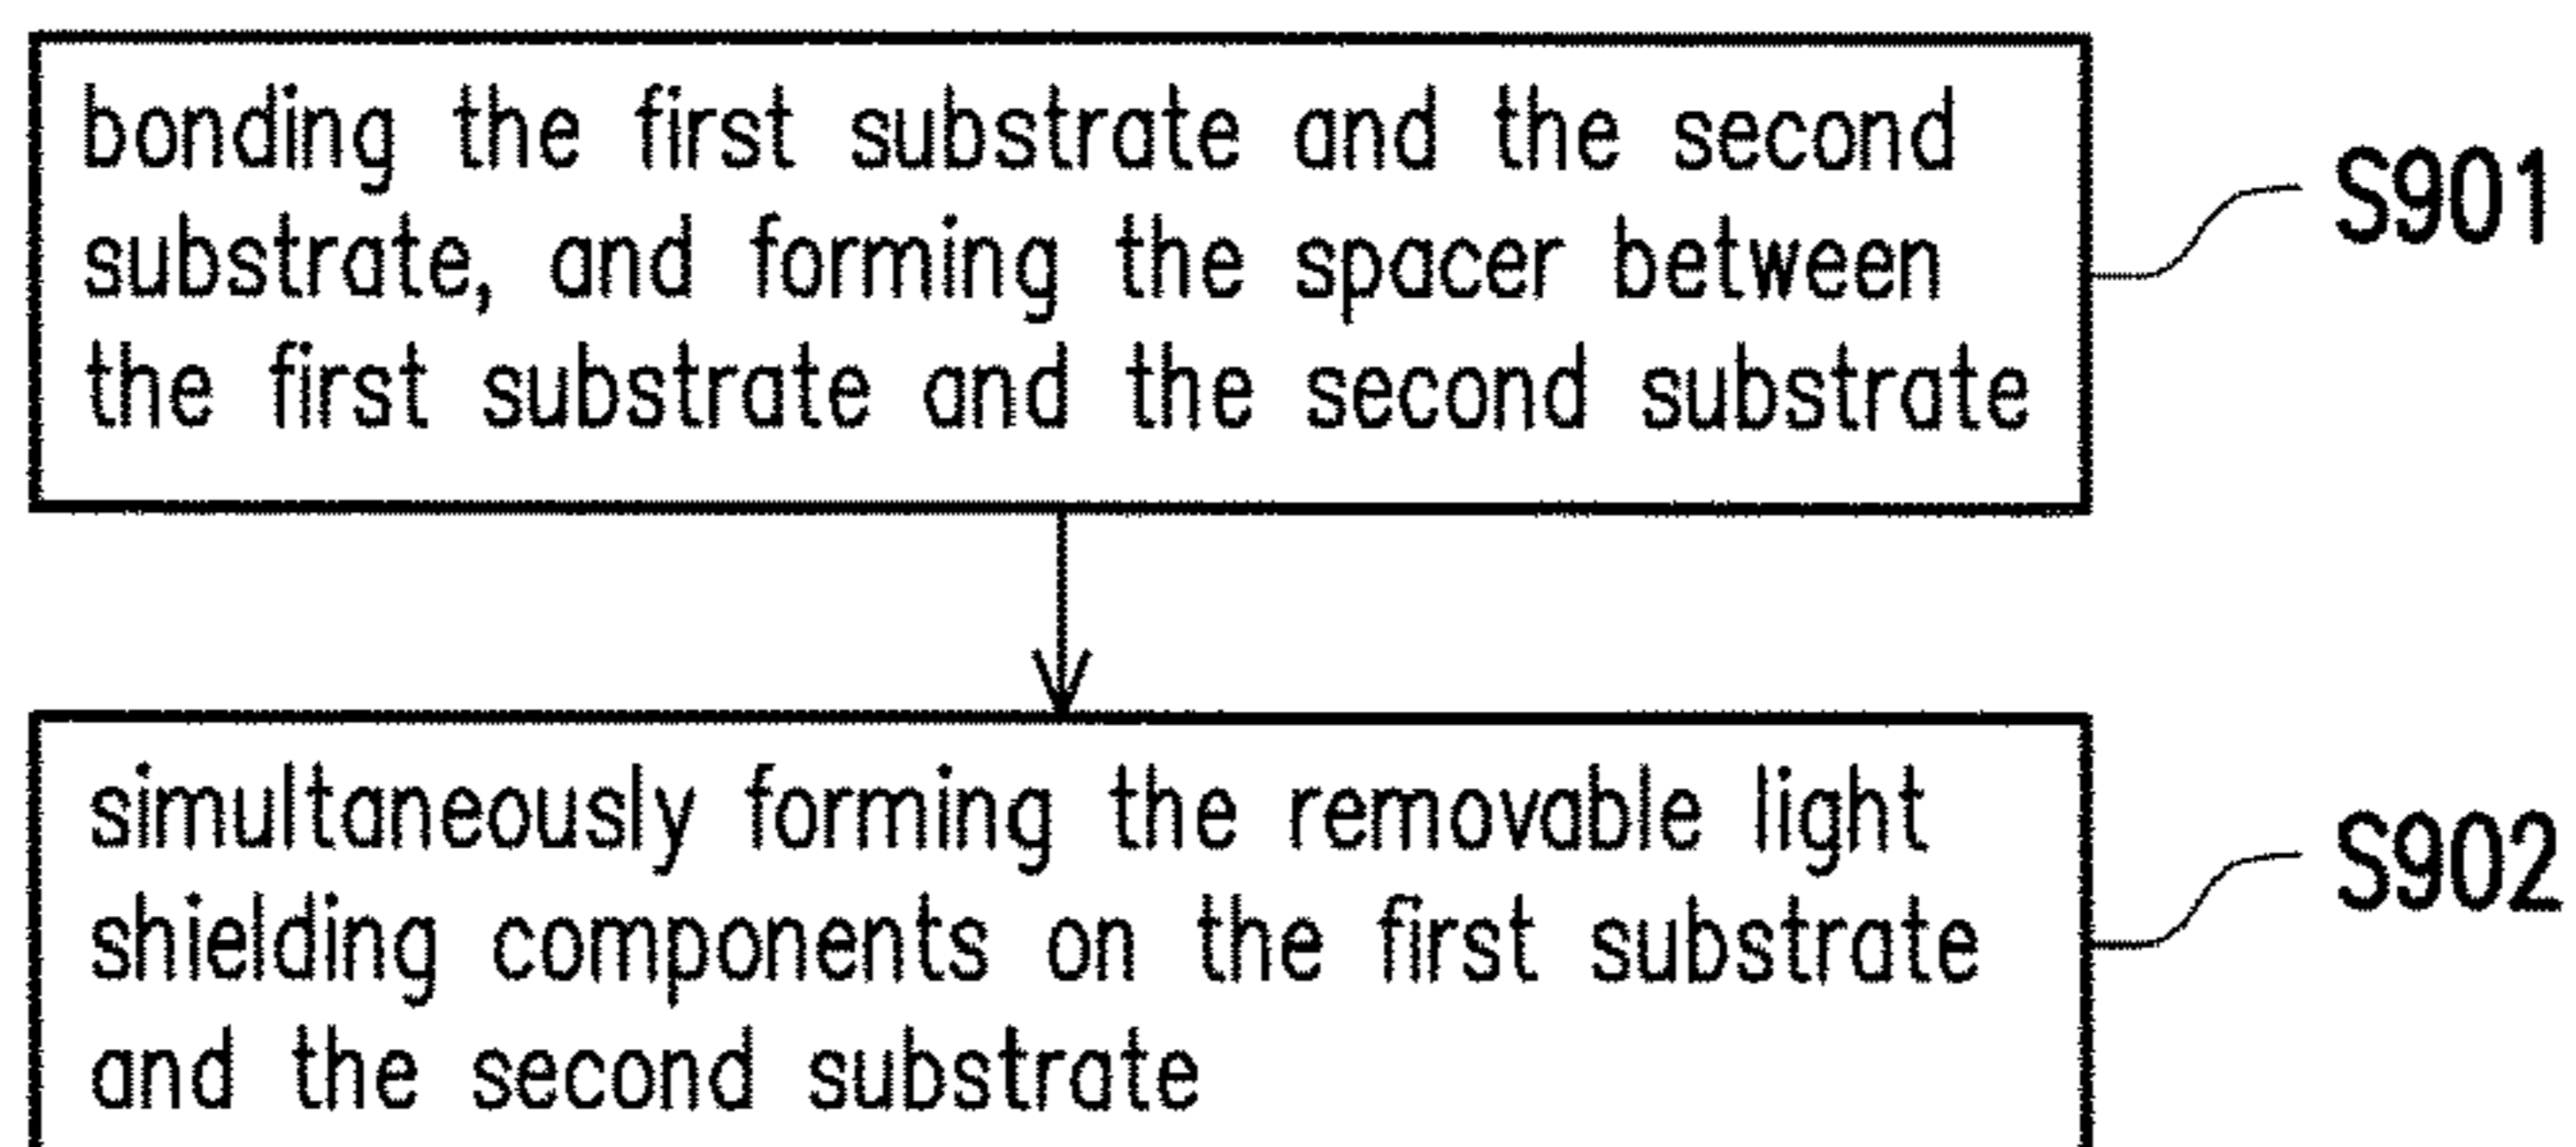 bonding the first substrate and the second
substrate, and forming the spacer between
the first substrate and the second substrate
S901
simultaneously forming the removable light
shielding components on the first substrate
and the second substrate
S902